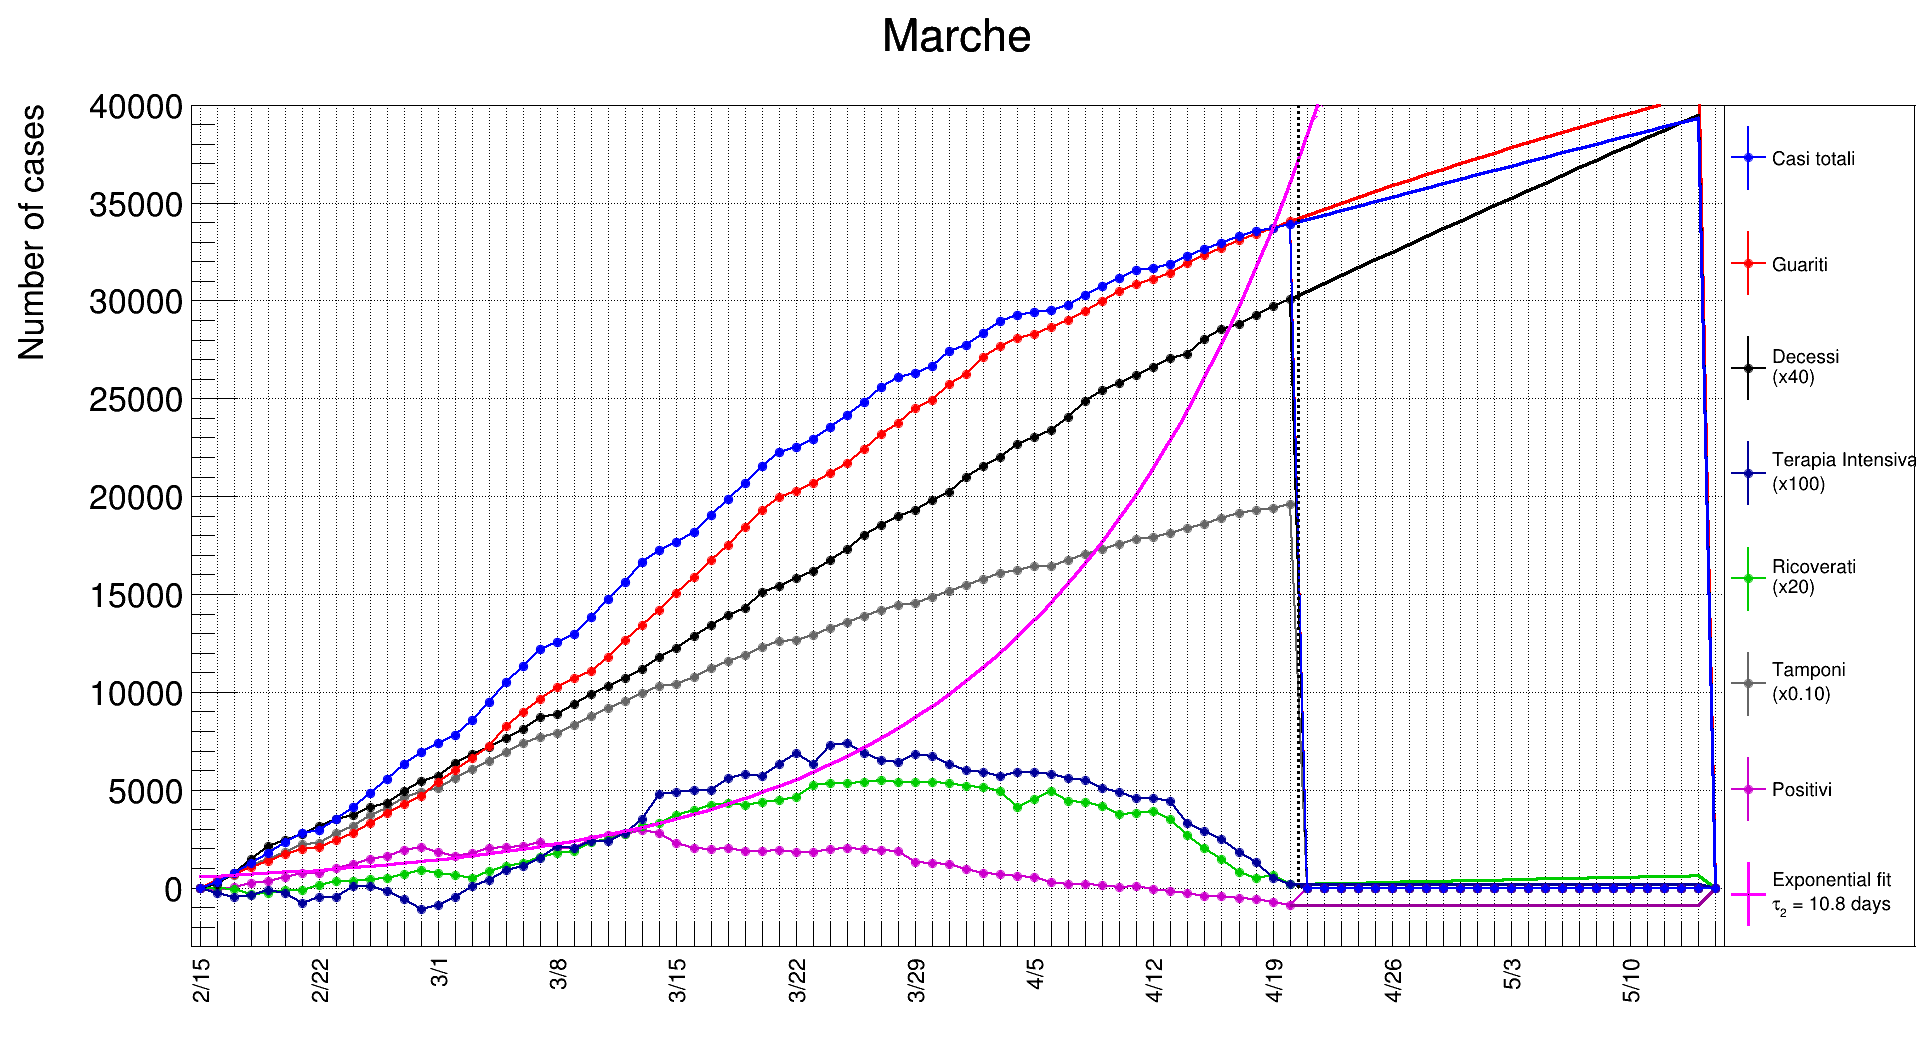 Marche
Number of cases
40000
35000
30000
25000
20000
15000
10000
5000
0
2/15
2/22
3/1
3/8
3/15
3/22
3/29
4/5
4/12
4/19
4/26
5/3
5/10
Casi totali
Guariti
Decessi
(x40)
Terapia Intensiva
(x100)
Ricoverati
(x20)
Tamponi
(x0.10)
Positivi
Exponential fit
τ2 = 10.8 days